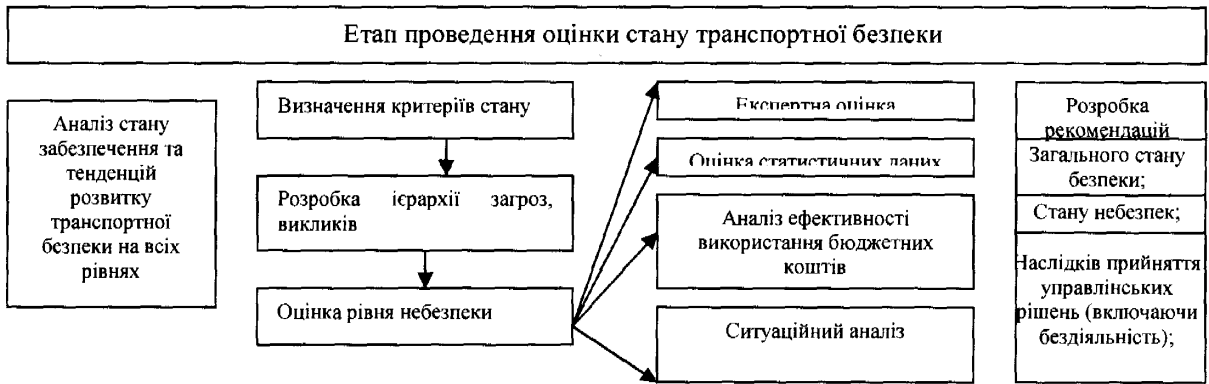 Етап проведення оцінки стану транспортної безпеки
Аналіз стану
забезпечення та
тенденцій
розвитку
транспортної
безпеки на всіх
рівнях
Визначення критеріїв стану
Розробка ієрархії загроз,
викликів
Оцінка рівня небезпеки
Експертна оцінка
Оцінка статистичних даних
Аналіз ефективності
використання бюджетних
коштів
Ситуаційний аналіз
Розробка
рекомендацій
Загального стану
безпеки;
Стану небезпек;
Наслідків прийняття
управлінських
рішень (включаючи
бездіяльність);